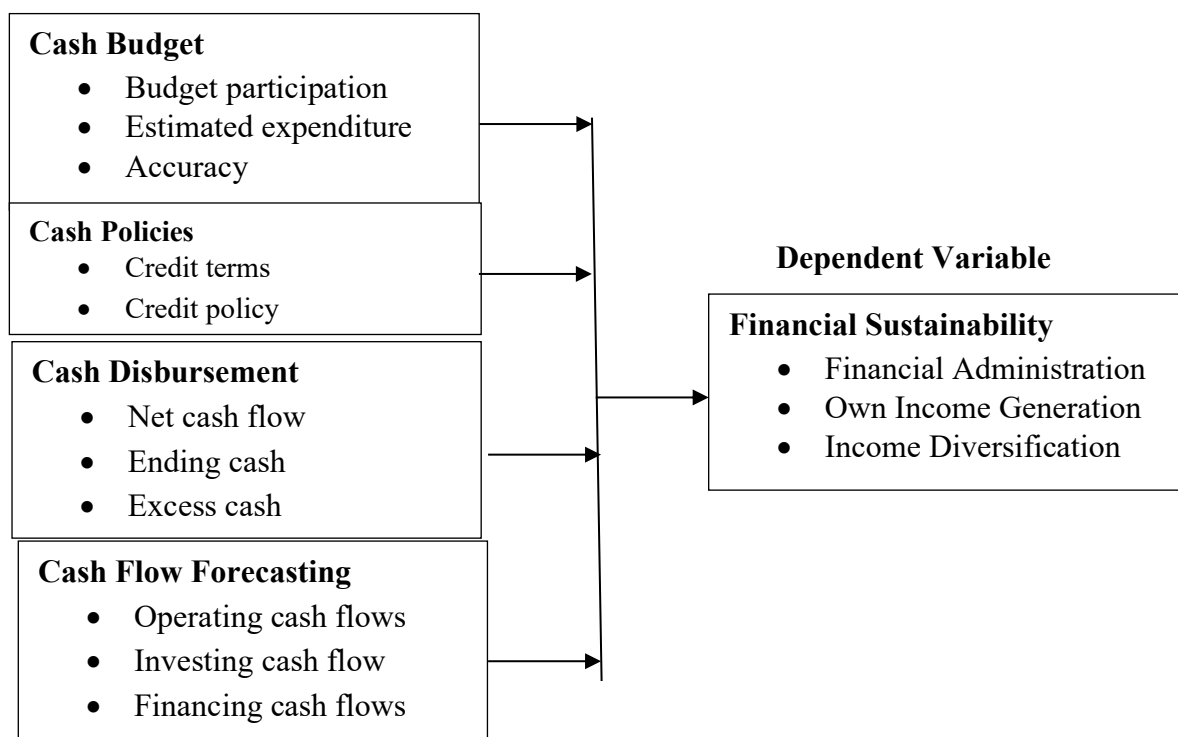 Cash Budget
• Budget participation
• Estimated expenditure
• Accuracy
Cash Policies
• Credit terms
• Credit policy
Cash Disbursement
• Net cash flow
• Ending cash
• Excess cash
Cash Flow Forecasting
• Operating cash flows
• Investing cash flow
• Financing cash flows
Dependent Variable
Financial Sustainability
• Financial Administration
• Own Income Generation
• Income Diversification